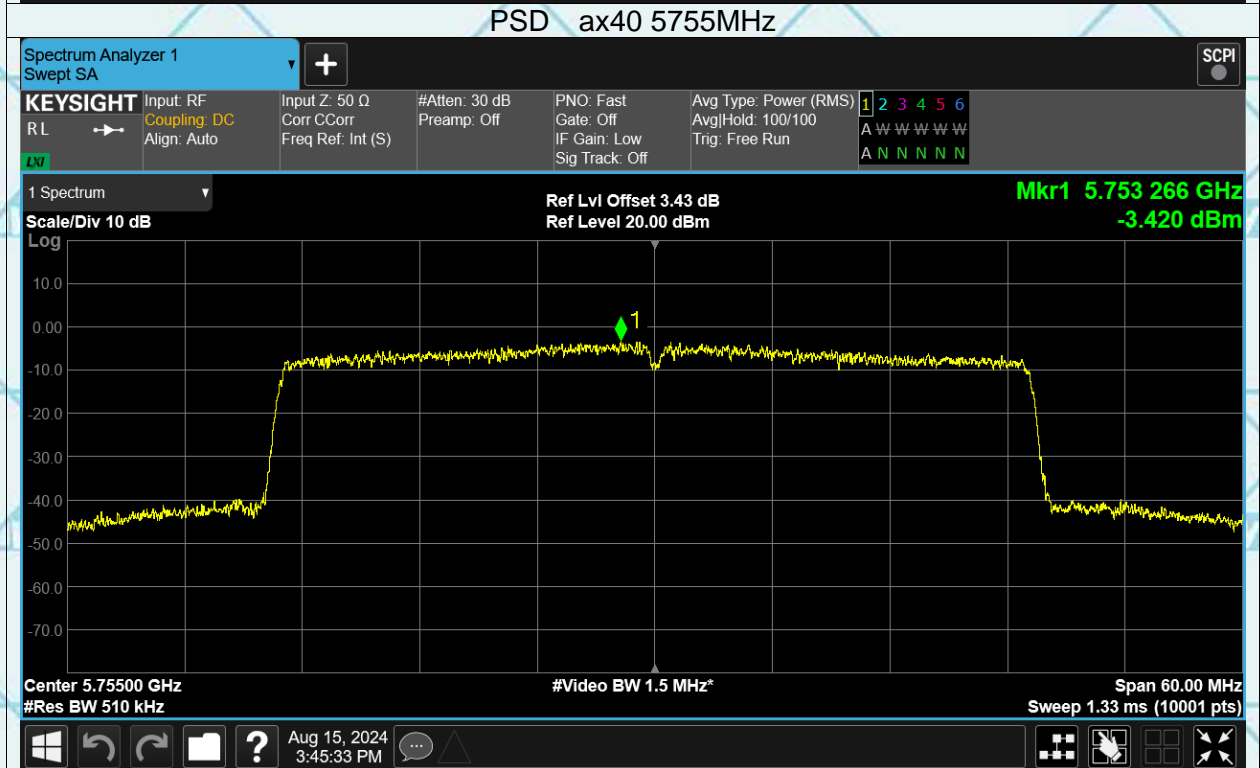 PSD ax40 5755MHz
Spectrum Analyzer 1
Swept SA
SCPI
KEYSIGHT
RL
LXI
Input: RF
Coupling: DC
Align: Auto
Input Z: 50 Ω
Corr CCorr
Freq Ref: Int (S)
#Atten: 30 dB
Preamp: Off
PNO: Fast
Gate: Off
IF Gain: Low
Sig Track: Off
Avg Type: Power (RMS)
Avg|Hold: 100/100
Trig: Free Run
1 2 3 4 5 6
A W W W W W
A N N N N N
1 Spectrum
Scale/Div 10 dB
Log
Ref Lvl Offset 3.43 dB
Ref Level 20.00 dBm
Mkr1 5.753 266 GHz
-3.420 dBm
10.0
0.00
-10.0
-20.0
-30.0
-40.0
-50.0
-60.0
-70.0
1
Center 5.75500 GHz
#Res BW 510 kHz
#Video BW 1.5 MHz*
Span 60.00 MHz
Sweep 1.33 ms (10001 pts)
?
Aug 15, 2024
3:45:33 PM